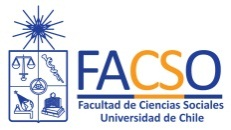 FACSO
Facultad de Ciencias Sociales
Universidad de Chile